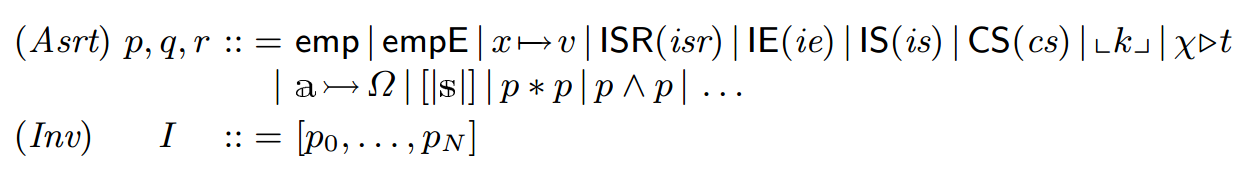 (Asrt) p, q, r :: = emp | empE | x ↦ v | ISR(isr) | IE(ie) | IS(is) | CS(cs) | ⌞k⌟ | χ ▹ t
| a ↣ Ω | [|𝕤|] | p ∗ p | p ∧ p | ...
(Inv) I :: = [p₀, . . . , p_N]